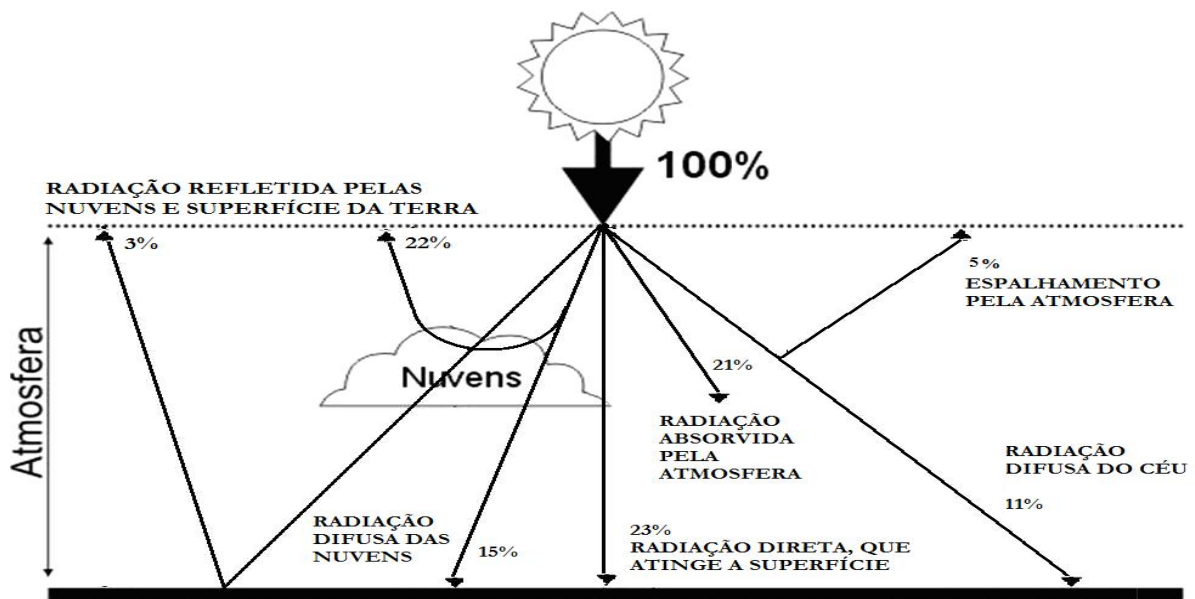 100%
RADIAÇÃO REFLETIDA PELAS
NUVENS E SUPERFÍCIE DA TERRA
3%
22%
5%
ESPALHAMENTO
PELA ATMOSFERA
Atmosfera
Nuvens
21%
RADIAÇÃO
ABSORVIDA
PELA
ATMOSFERA
RADIAÇÃO
DIFUSA DO CÉU
11%
RADIAÇÃO
DIFUSA DAS
NUVENS
15%
23%
RADIAÇÃO DIRETA, QUE
ATINGE A SUPERFÍCIE